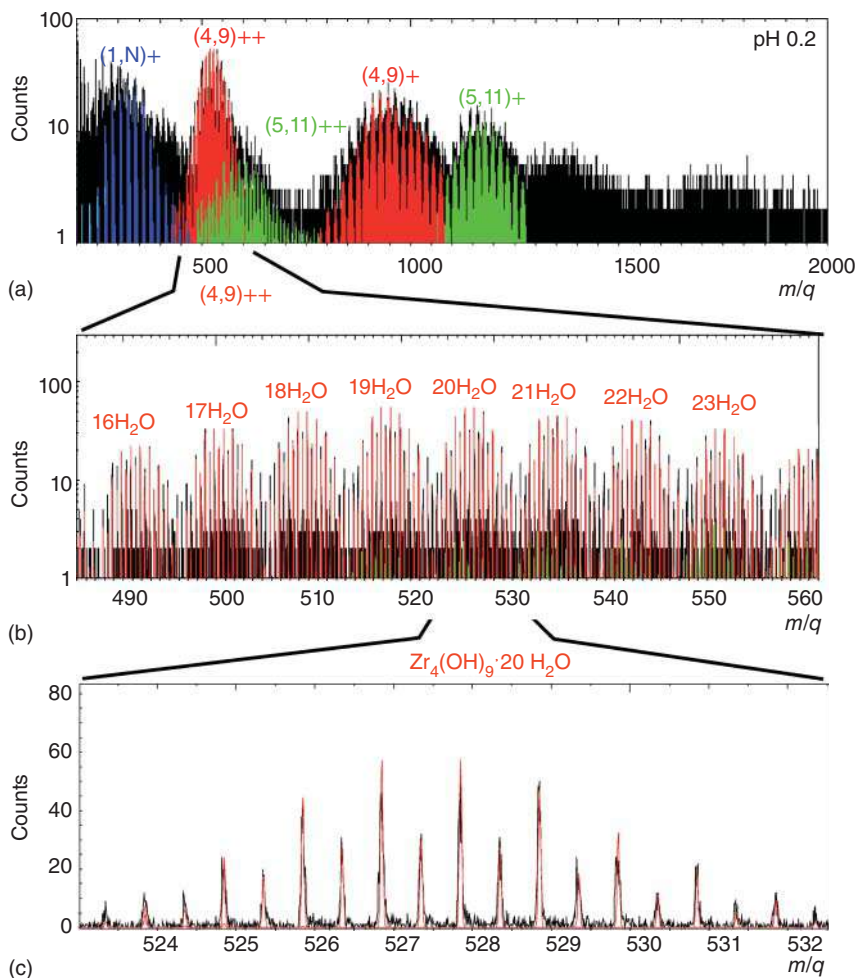 100
10
1
Counts
(1,N)+
(4,9)++
(5,11)++
(4,9)+
(5,11)+
pH 0.2
500
1000
1500
2000
m/q
(a)
(4,9)++
100
10
1
Counts
16H₂O
17H₂O
18H₂O
19H₂O
20H₂O
21H₂O
22H₂O
23H₂O
490
500
510
520
530
540
550
560
m/q
(b)
Zr₄(OH)₉·20 H₂O
80
60
40
20
0
Counts
524
525
526
527
528
529
530
531
532
m/q
(c)